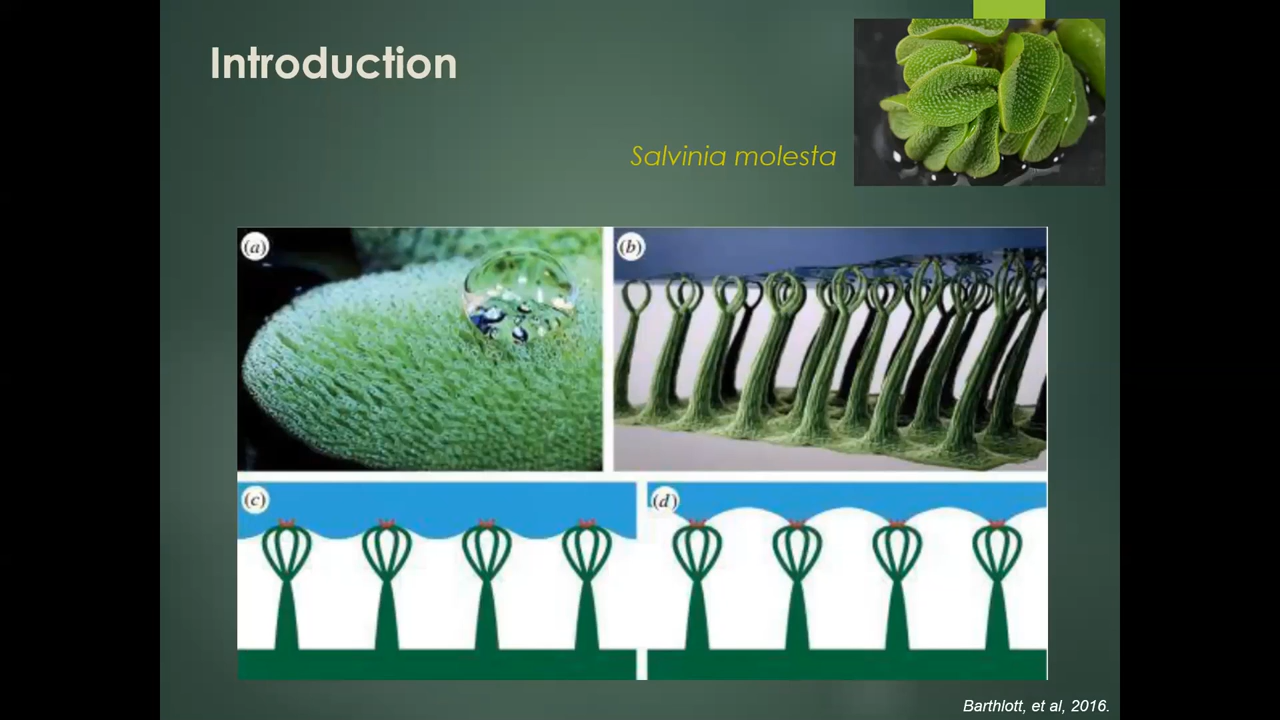 Introduction
Salvinia molesta
(a)
(b)
(c)
(d)
Barthlott, et al, 2016.